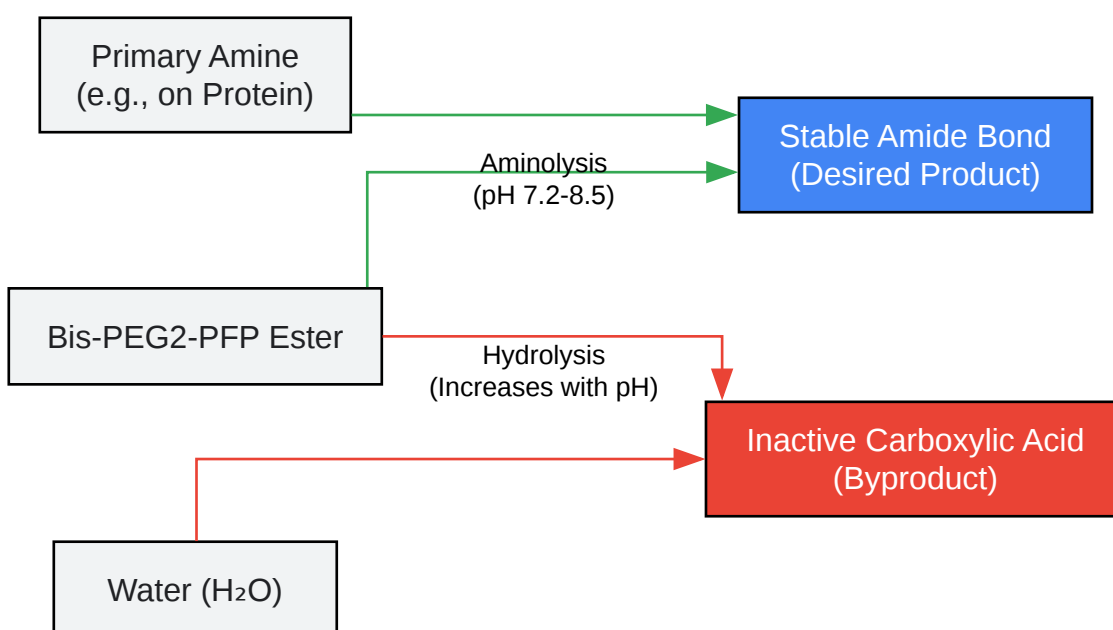 Primary Amine
(e.g., on Protein)
Stable Amide Bond
(Desired Product)
Aminolysis
(pH 7.2-8.5)
Bis-PEG2-PFP Ester
Hydrolysis
(Increases with pH)
Inactive Carboxylic Acid
(Byproduct)
Water (H₂O)